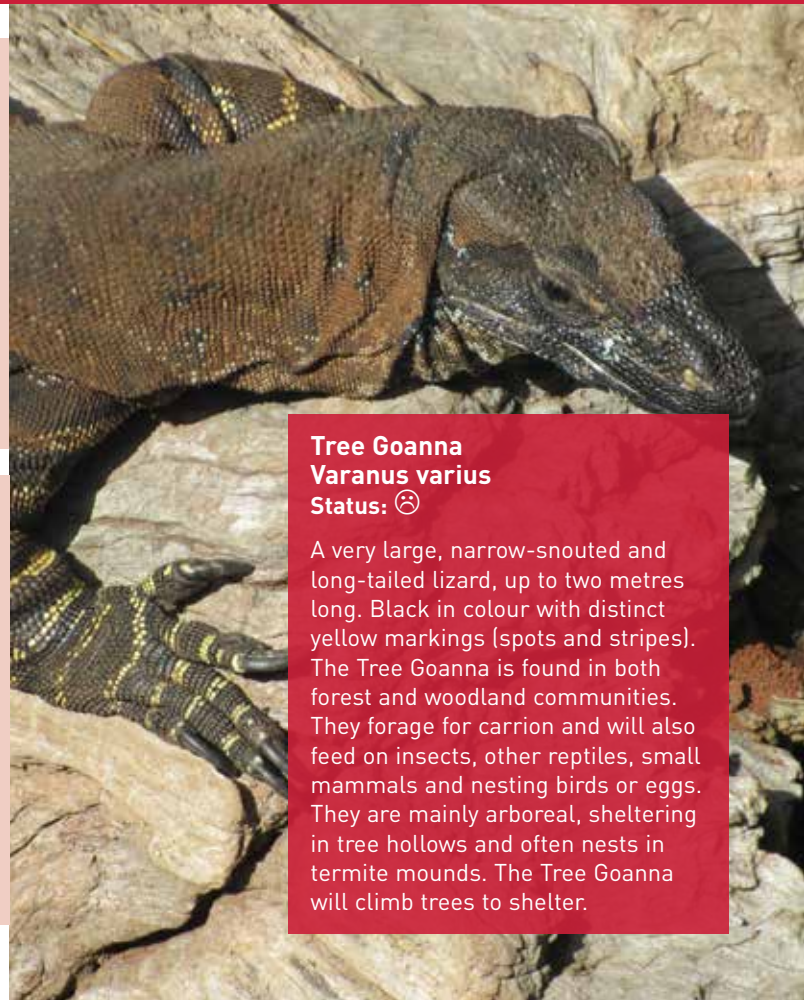 Tree Goanna
Varanus varius
Status: ☹
A very large, narrow-snouted and
long-tailed lizard, up to two metres
long. Black in colour with distinct
yellow markings (spots and stripes).
The Tree Goanna is found in both
forest and woodland communities.
They forage for carrion and will also
feed on insects, other reptiles, small
mammals and nesting birds or eggs.
They are mainly arboreal, sheltering
in tree hollows and often nests in
termite mounds. The Tree Goanna
will climb trees to shelter.